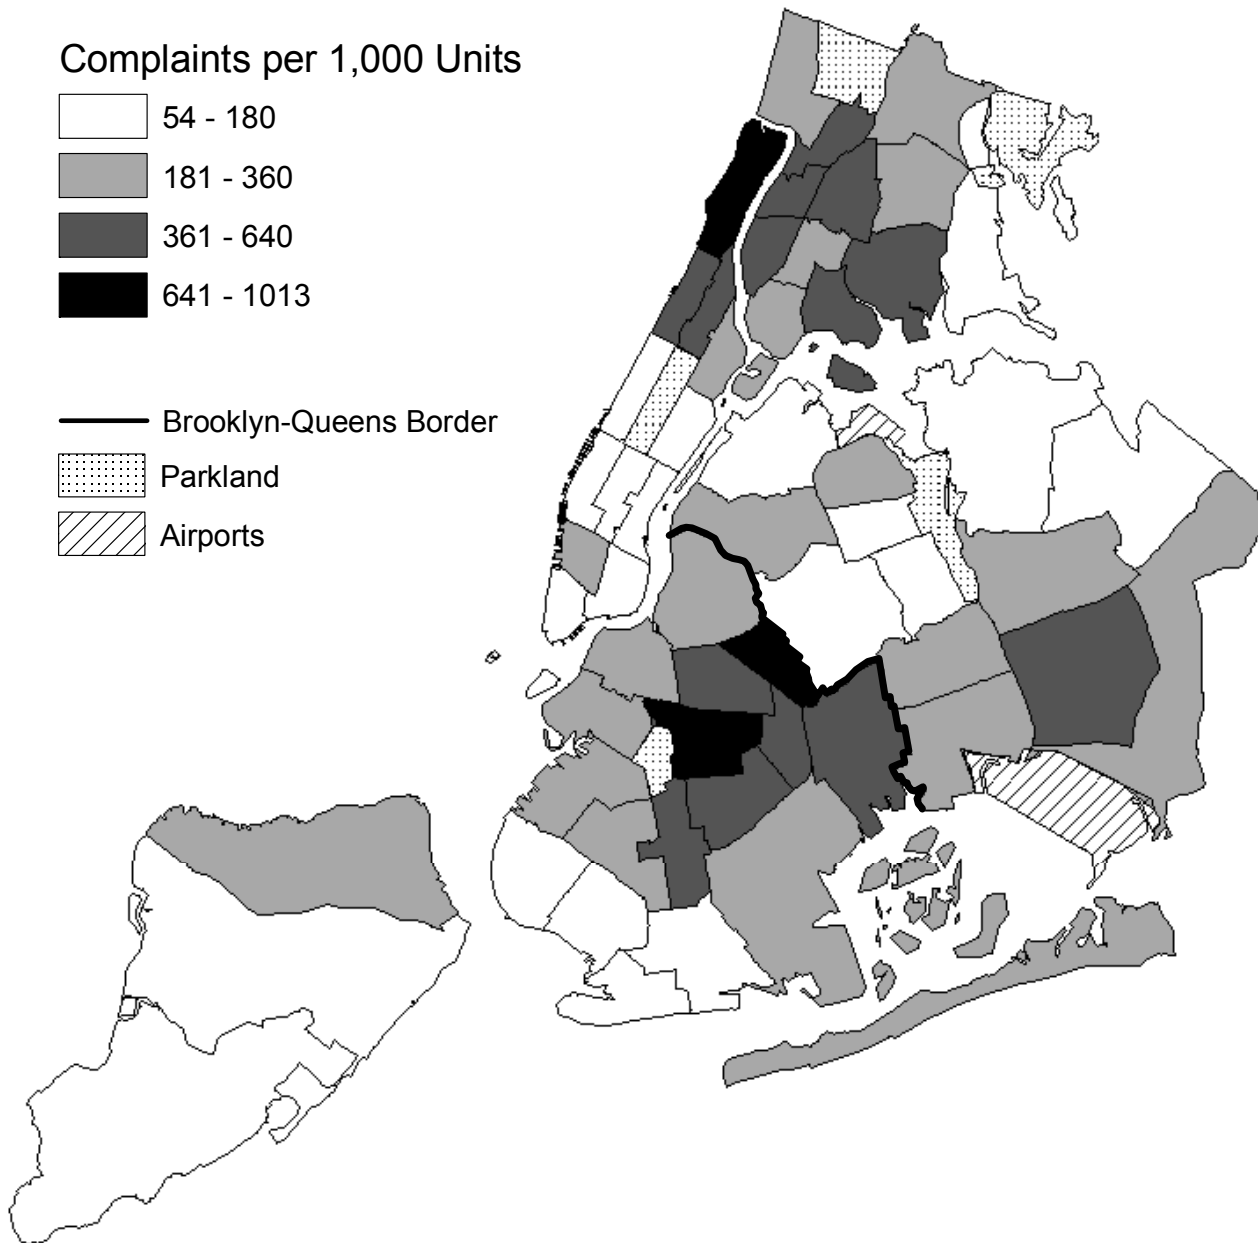 Complaints per 1,000 Units
54 - 180
181 - 360
361 - 640
641 - 1013
Brooklyn-Queens Border
Parkland
Airports